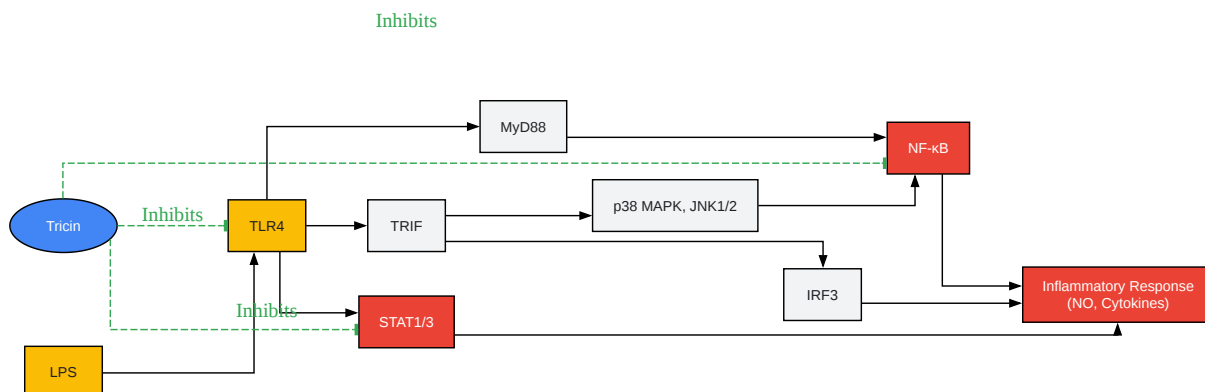 Inhibits
MyD88
NF-κB
p38 MAPK, JNK1/2
Inhibits
Tricin
TLR4
TRIF
Inflammatory Response
(NO, Cytokines)
IRF3
Inhibits
STAT1/3
LPS